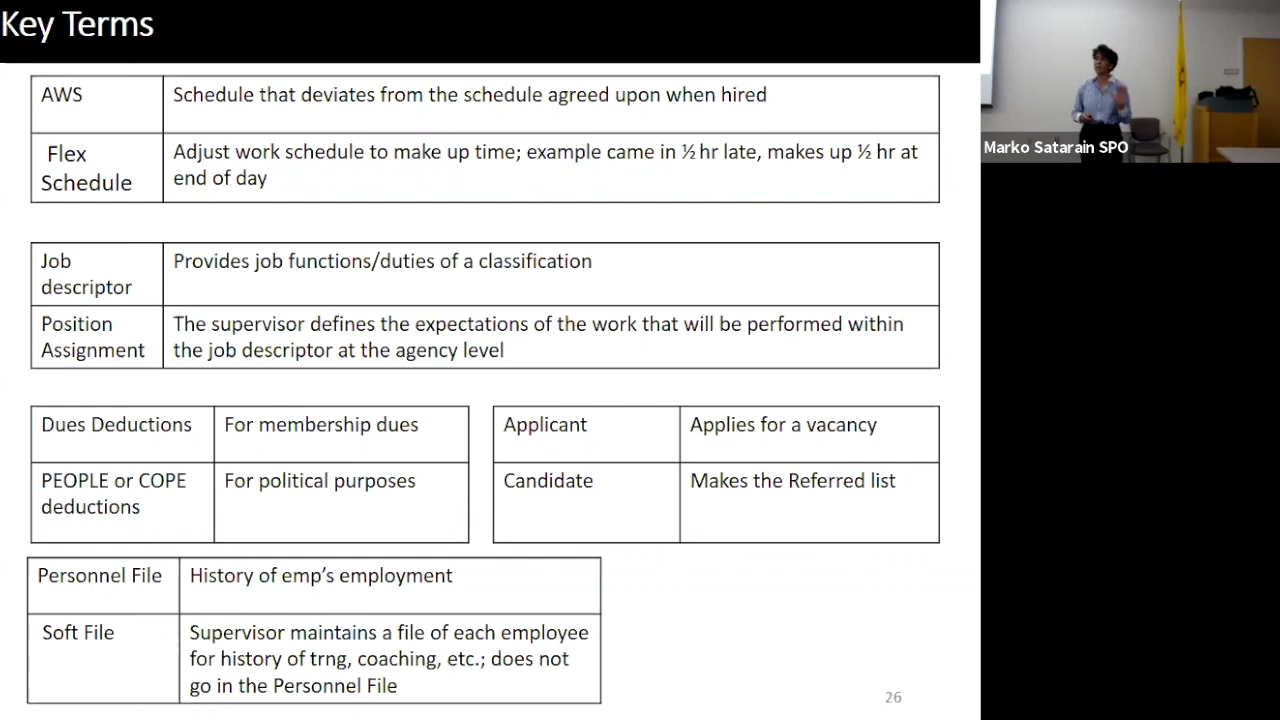 Key Terms
AWS
Schedule that deviates from the schedule agreed upon when hired
Flex
Schedule
Adjust work schedule to make up time; example came in ½ hr late, makes up ½ hr at
end of day
Job
descriptor
Provides job functions/duties of a classification
Position
Assignment
The supervisor defines the expectations of the work that will be performed within
the job descriptor at the agency level
Dues Deductions
For membership dues
PEOPLE or COPE
deductions
For political purposes
Applicant
Applies for a vacancy
Candidate
Makes the Referred list
Personnel File
History of emp’s employment
Soft File
Supervisor maintains a file of each employee
for history of trng, coaching, etc.; does not
go in the Personnel File
26
Marko Satarain SPO